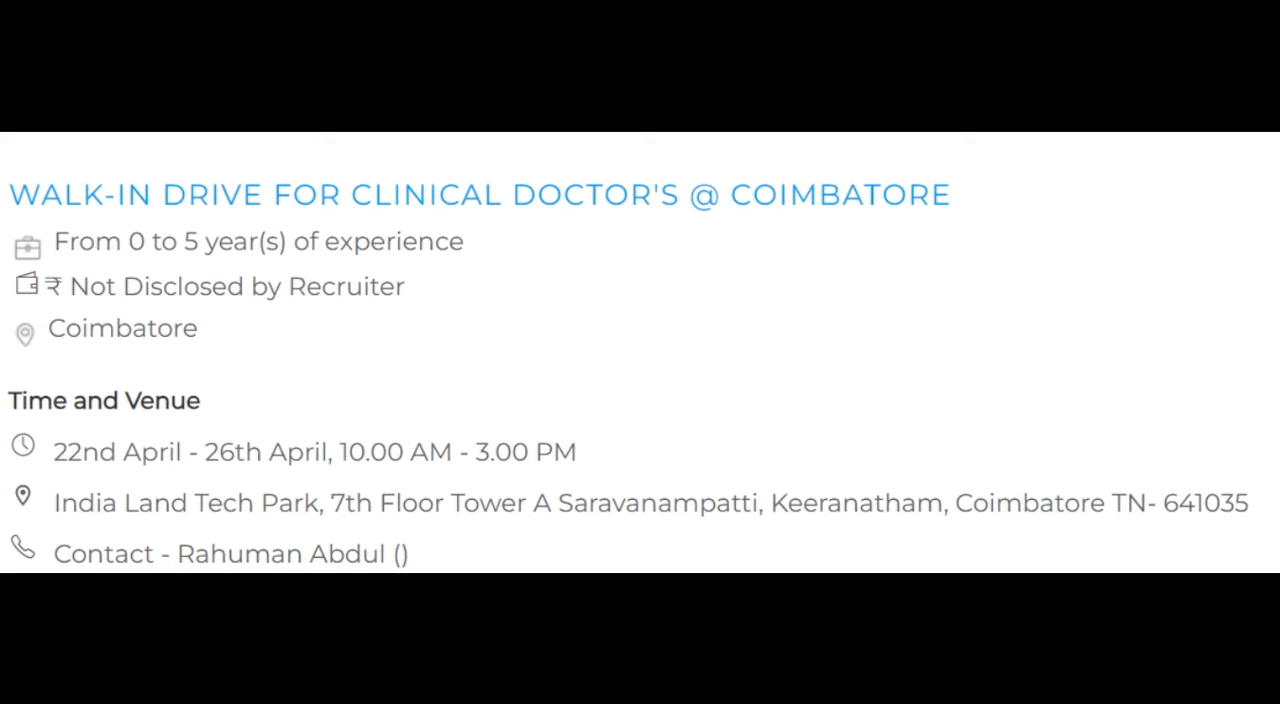 WALK-IN DRIVE FOR CLINICAL DOCTOR'S @ COIMBATORE
From 0 to 5 year(s) of experience
₹ Not Disclosed by Recruiter
Coimbatore
Time and Venue
22nd April - 26th April, 10.00 AM - 3.00 PM
India Land Tech Park, 7th Floor Tower A Saravanampatti, Keeranatham, Coimbatore TN- 641035
Contact - Rahuman Abdul ()